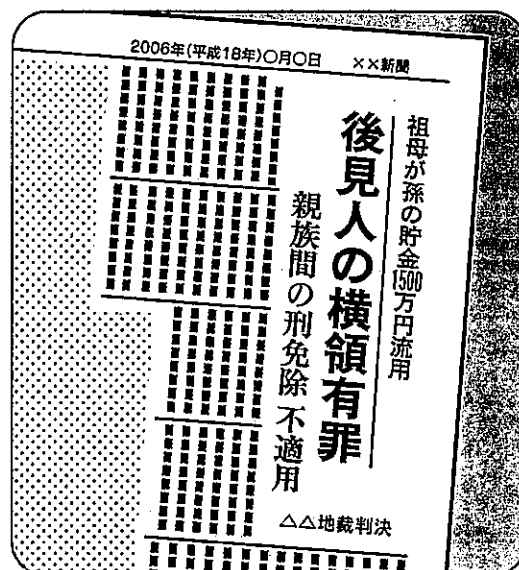 2006年(平成18年)〇月〇日 ××新聞
祖母が孫の貯金1500万円流用
後見人の横領有罪
親族間の刑免除 不適用
△△地裁判決